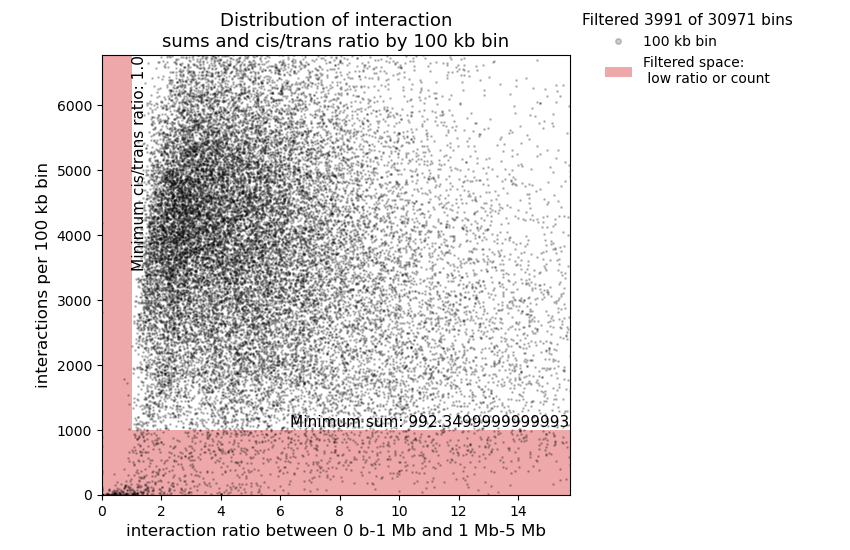 Distribution of interaction
sums and cis/trans ratio by 100 kb bin
Filtered 3991 of 30971 bins
100 kb bin
Filtered space:
low ratio or count
Minimum cis/trans ratio: 1.0
interactions per 100 kb bin
6000
5000
4000
3000
2000
1000
0
Minimum sum: 992.3499999999993
0 2 4 6 8 10 12 14
interaction ratio between 0 b-1 Mb and 1 Mb-5 Mb